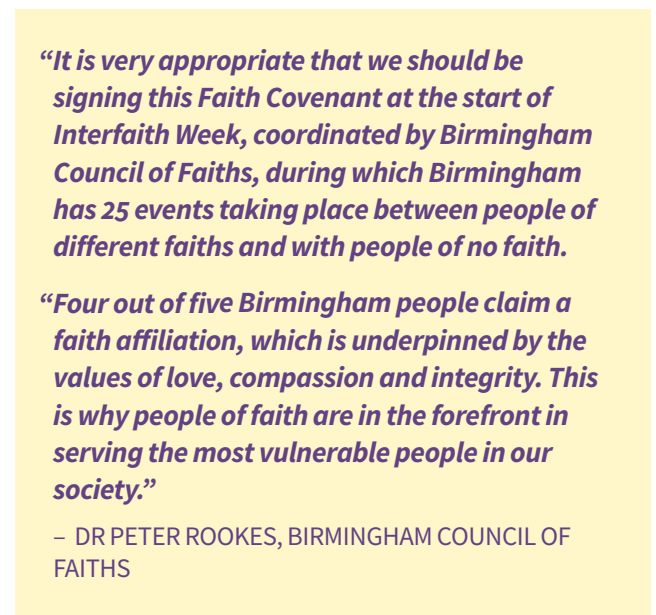 “It is very appropriate that we should be
signing this Faith Covenant at the start of
Interfaith Week, coordinated by Birmingham
Council of Faiths, during which Birmingham
has 25 events taking place between people of
different faiths and with people of no faith.
“Four out of five Birmingham people claim a
faith affiliation, which is underpinned by the
values of love, compassion and integrity. This
is why people of faith are in the forefront in
serving the most vulnerable people in our
society.”
– DR PETER ROOKES, BIRMINGHAM COUNCIL OF
FAITHS